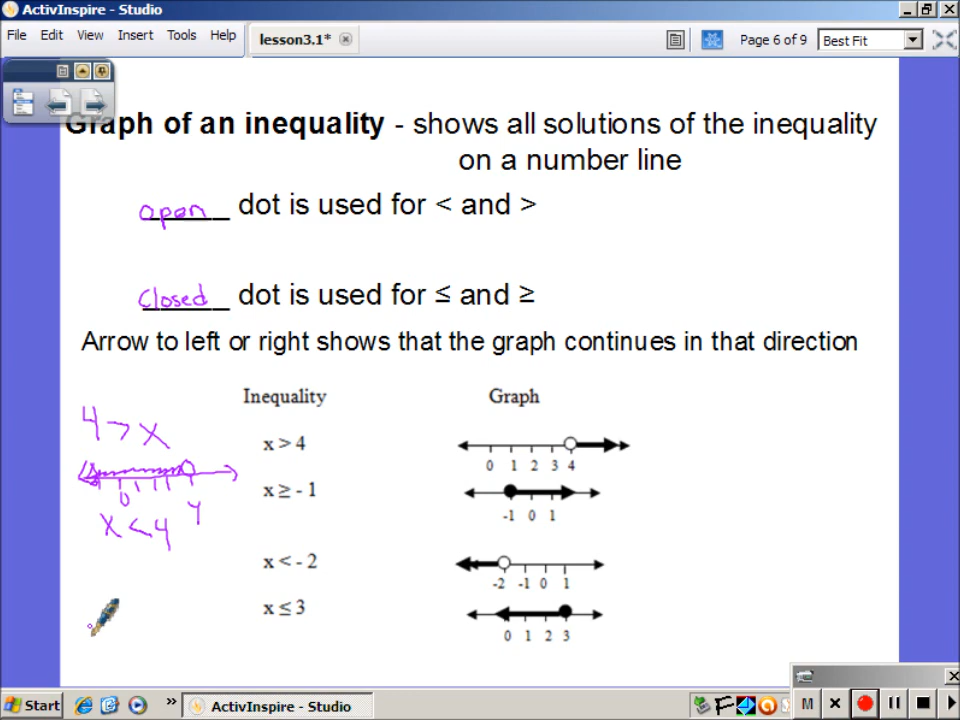 ActivInspire - Studio
File Edit View Insert Tools Help
lesson3.1*
Page 6 of 9
Best Fit
Graph of an inequality - shows all solutions of the inequality
on a number line
open dot is used for < and >
closed dot is used for ≤ and ≥
Arrow to left or right shows that the graph continues in that direction
Inequality Graph
4 > x
x > 4
0 1 2 3 4
x ≥ - 1
-1 0 1
0 4
x < 4
x < - 2
-2 -1 0 1
x ≤ 3
0 1 2 3
Start
»
ActivInspire - Studio
M